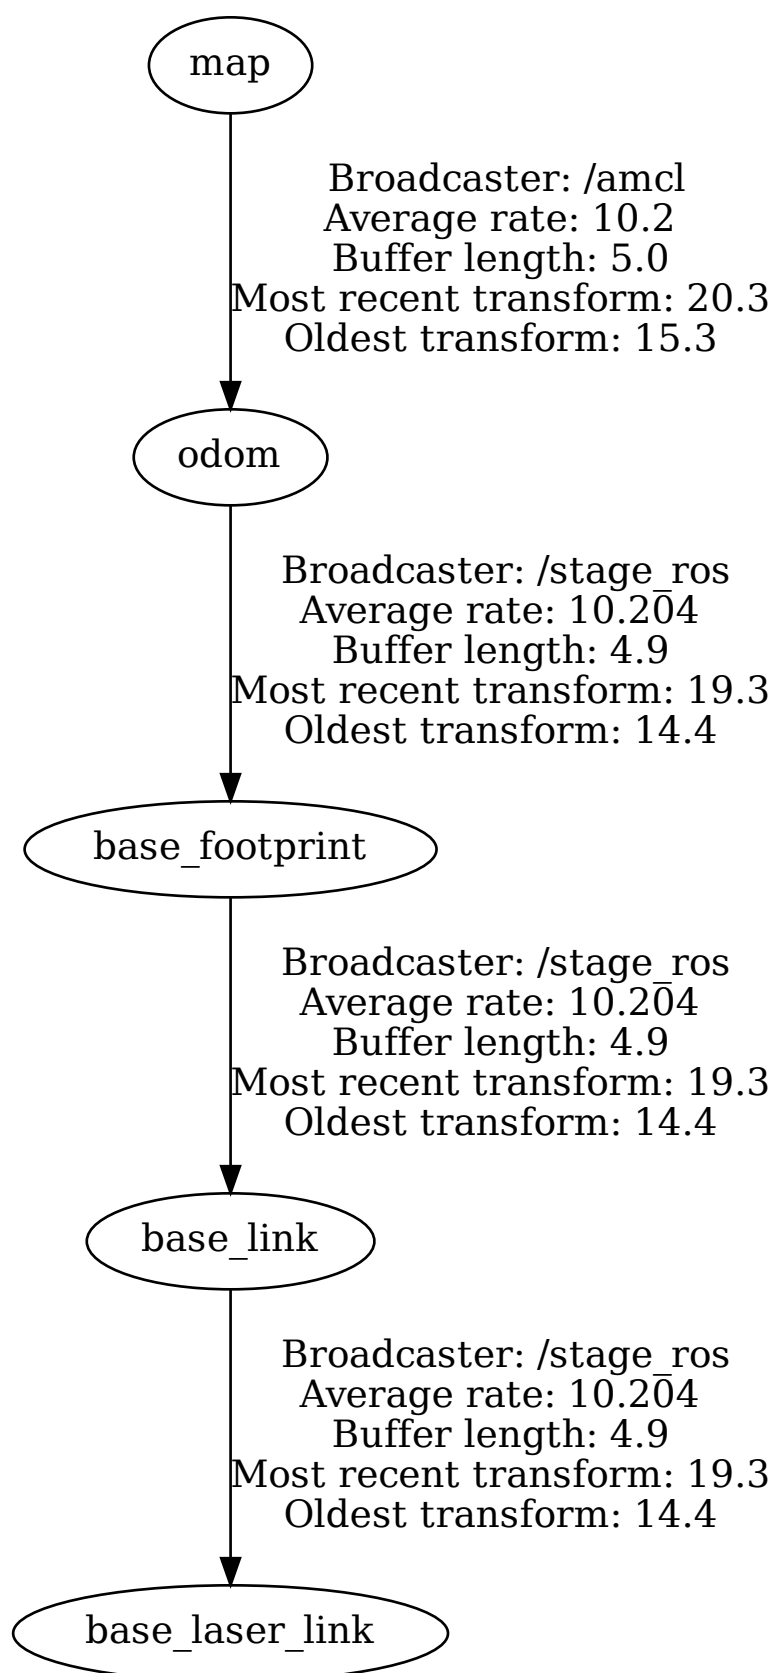 map
Broadcaster: /amcl
Average rate: 10.2
Buffer length: 5.0
Most recent transform: 20.3
Oldest transform: 15.3
odom
Broadcaster: /stage_ros
Average rate: 10.204
Buffer length: 4.9
Most recent transform: 19.3
Oldest transform: 14.4
base_footprint
Broadcaster: /stage_ros
Average rate: 10.204
Buffer length: 4.9
Most recent transform: 19.3
Oldest transform: 14.4
base_link
Broadcaster: /stage_ros
Average rate: 10.204
Buffer length: 4.9
Most recent transform: 19.3
Oldest transform: 14.4
base_laser_link